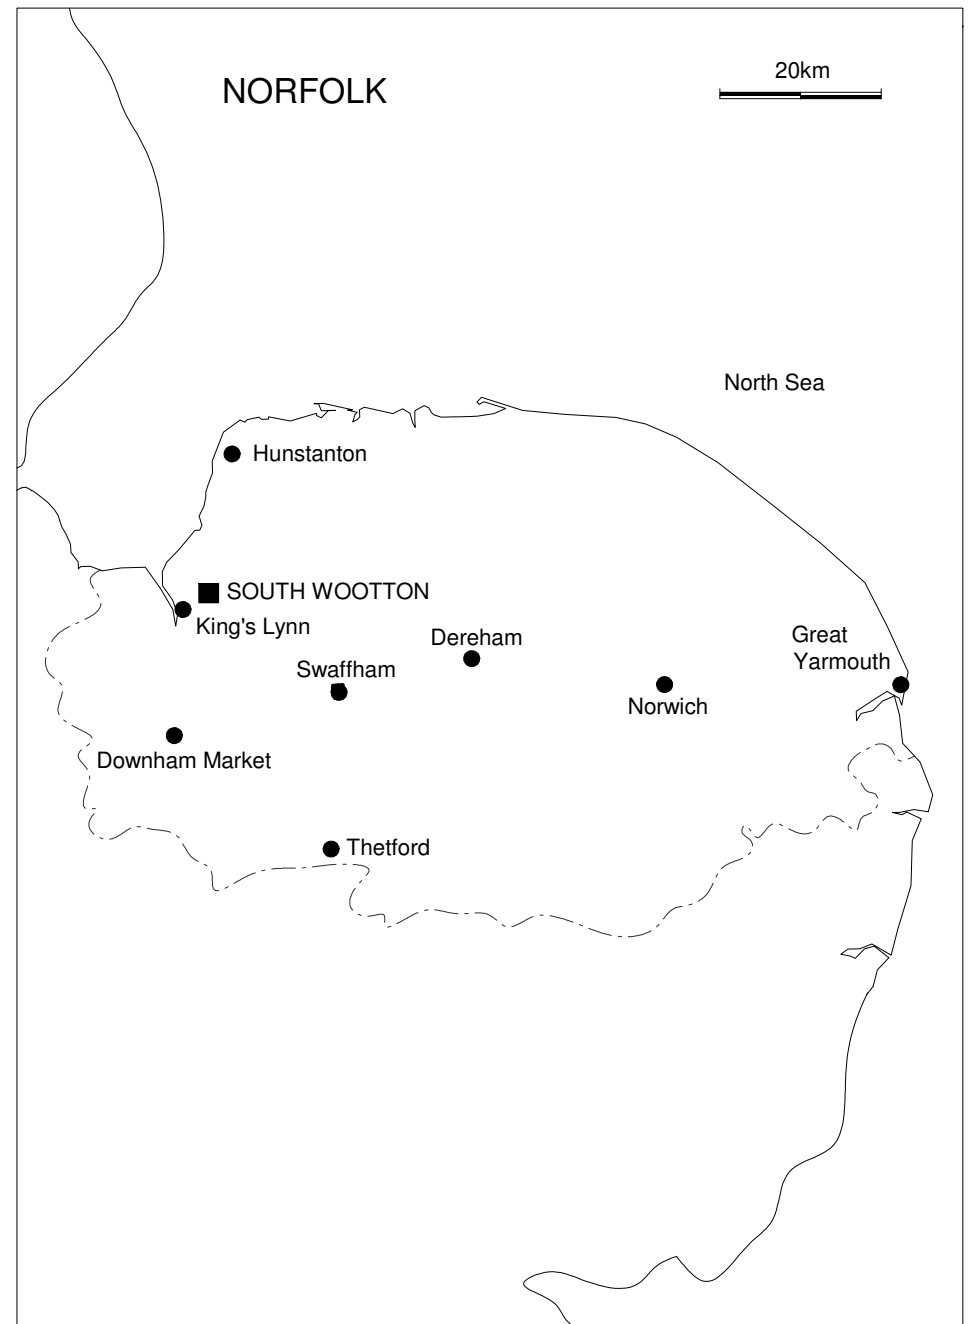 NORFOLK
20km
North Sea
Hunstanton
SOUTH WOOTTON
King's Lynn
Dereham
Great
Yarmouth
Swaffham
Norwich
Downham Market
Thetford